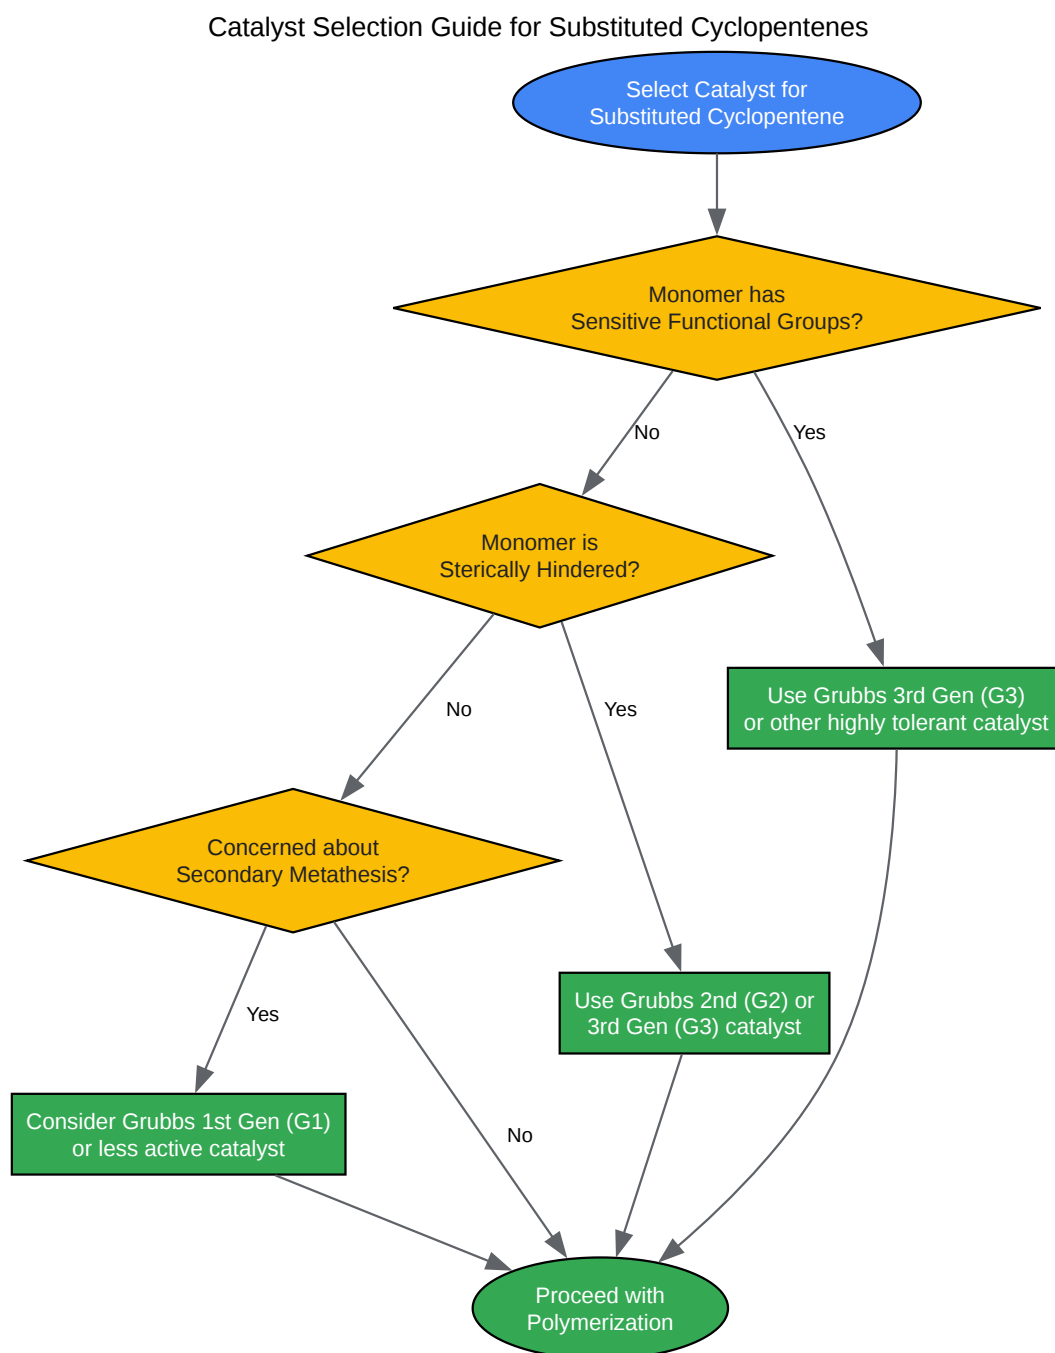 Catalyst Selection Guide for Substituted Cyclopentenes
Select Catalyst for
Substituted Cyclopentene
Monomer has
Sensitive Functional Groups?
No
Yes
Monomer is
Sterically Hindered?
No
Yes
Use Grubbs 3rd Gen (G3)
or other highly tolerant catalyst
Concerned about
Secondary Metathesis?
Yes
No
Use Grubbs 2nd (G2) or
3rd Gen (G3) catalyst
Consider Grubbs 1st Gen (G1)
or less active catalyst
Proceed with
Polymerization